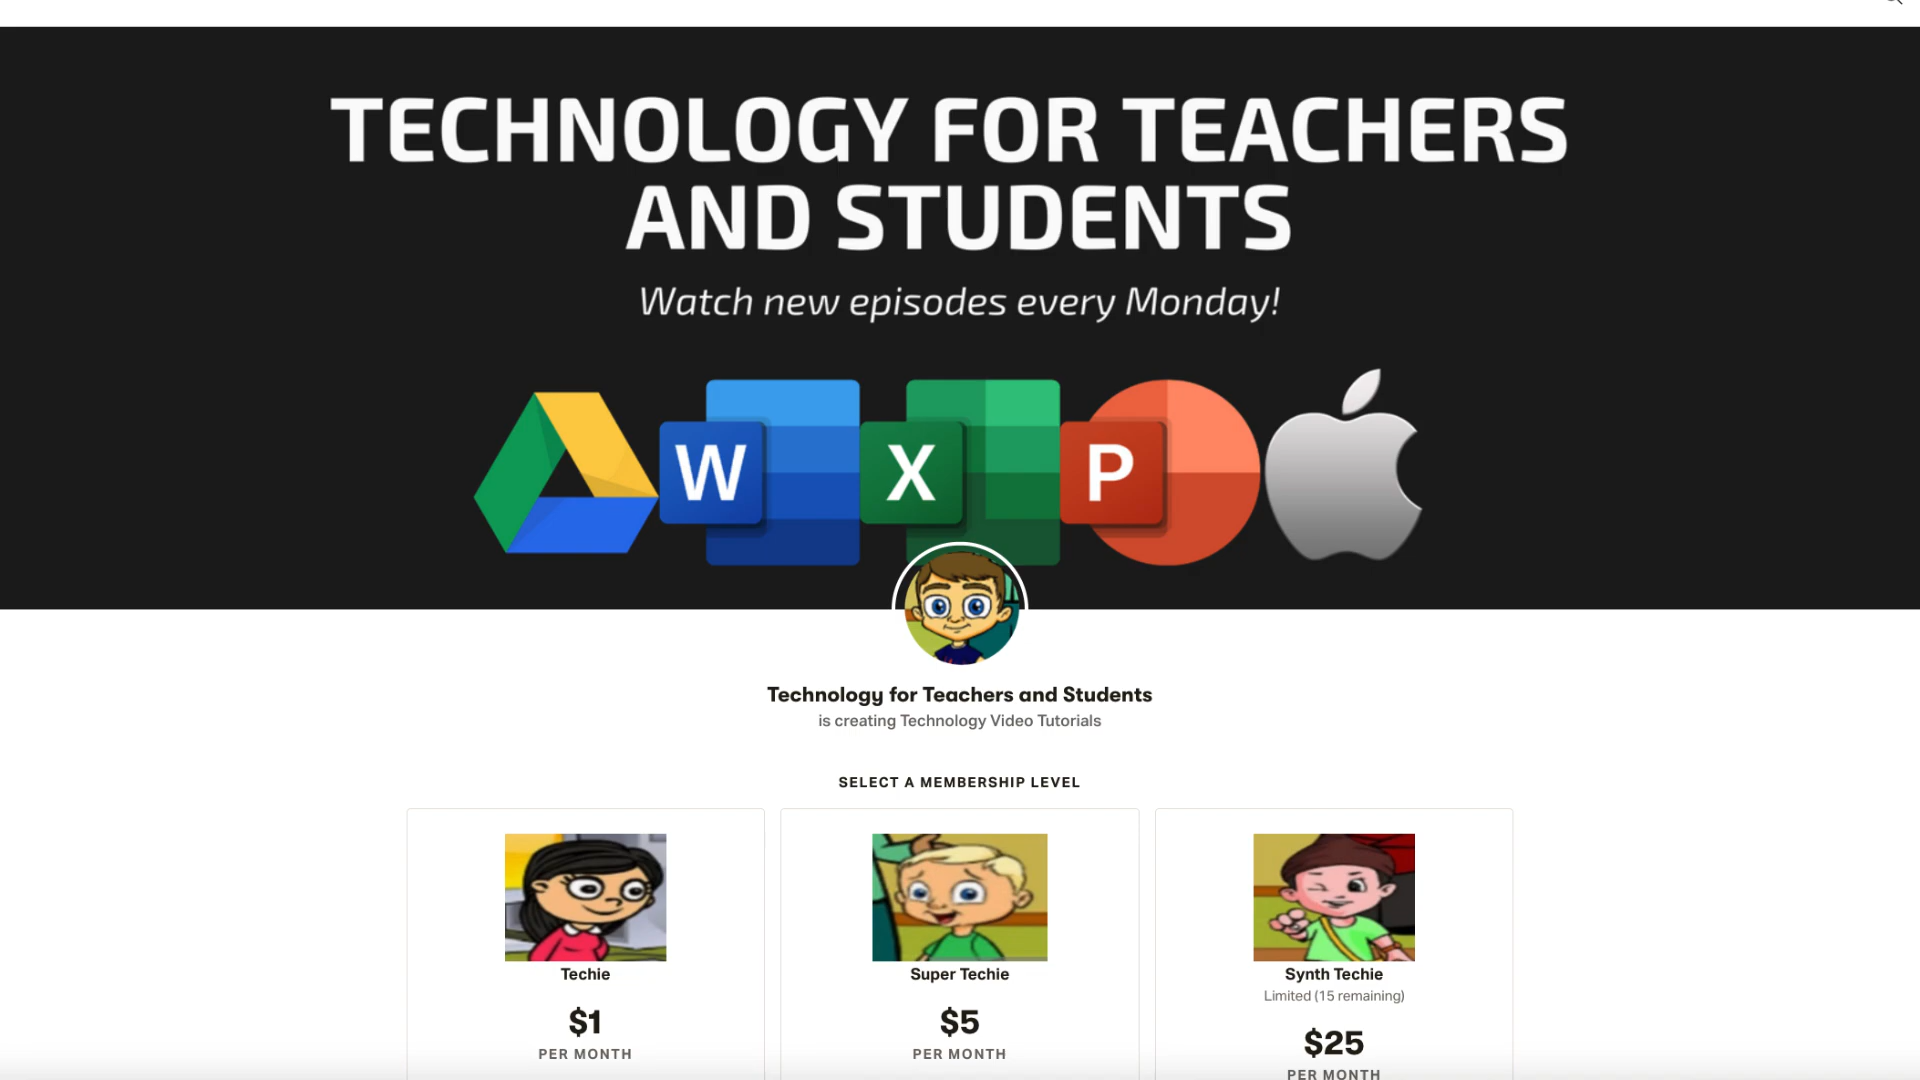 TECHNOLOGY FOR TEACHERS
AND STUDENTS
Watch new episodes every Monday!
W
X
P
Technology for Teachers and Students
is creating Technology Video Tutorials
SELECT A MEMBERSHIP LEVEL
Techie
$1
PER MONTH
Super Techie
$5
PER MONTH
Synth Techie
Limited (15 remaining)
$25
PER MONTH